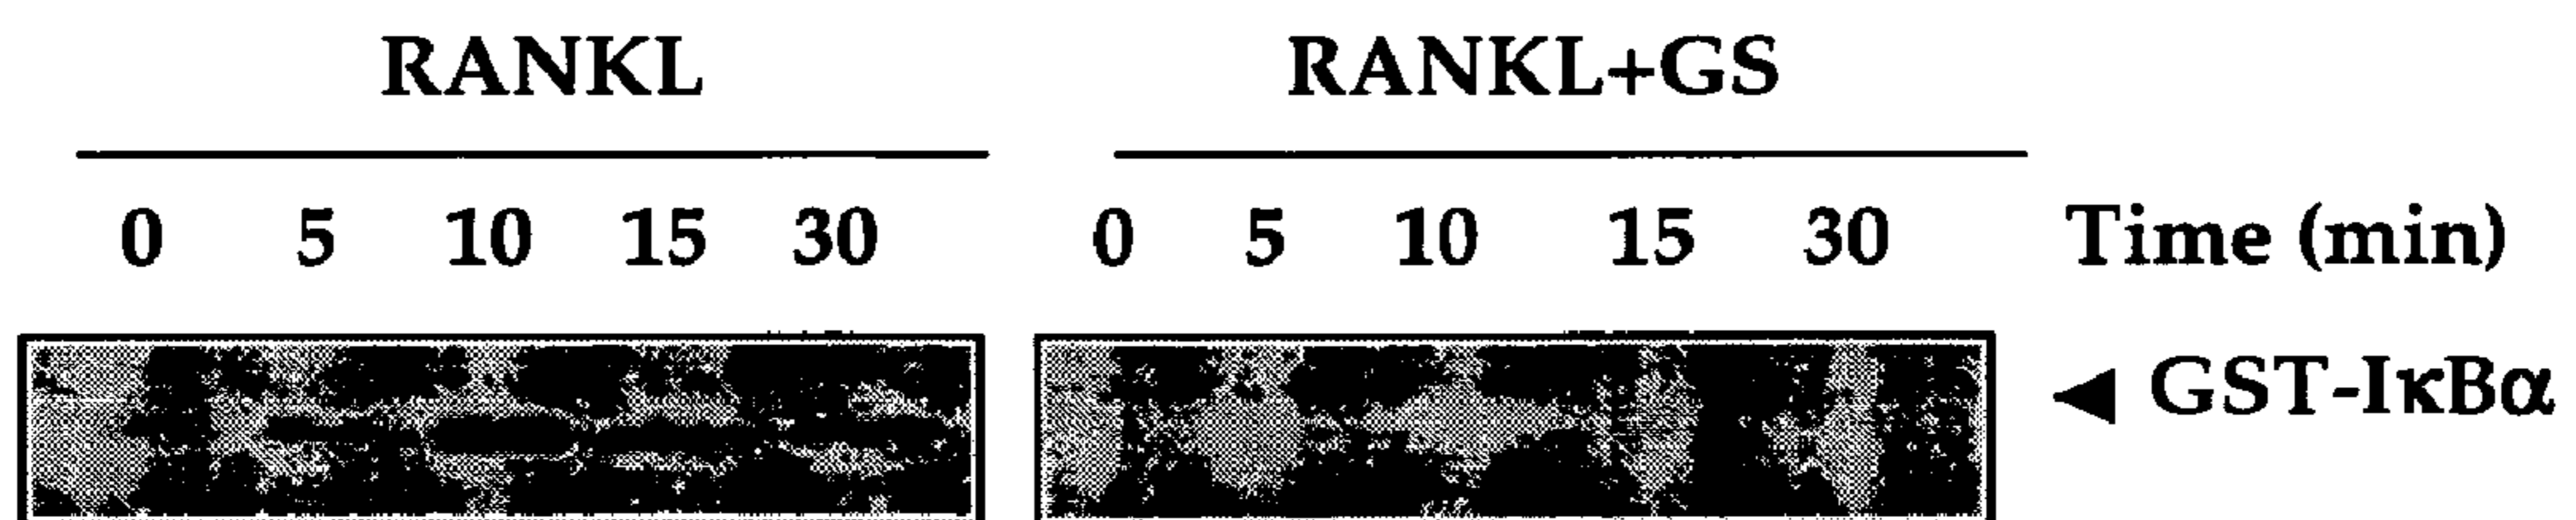 RANKL RANKL+GS
0 5 10 15 30 0 5 10 15 30 Time (min)
◄ GST-IκBα